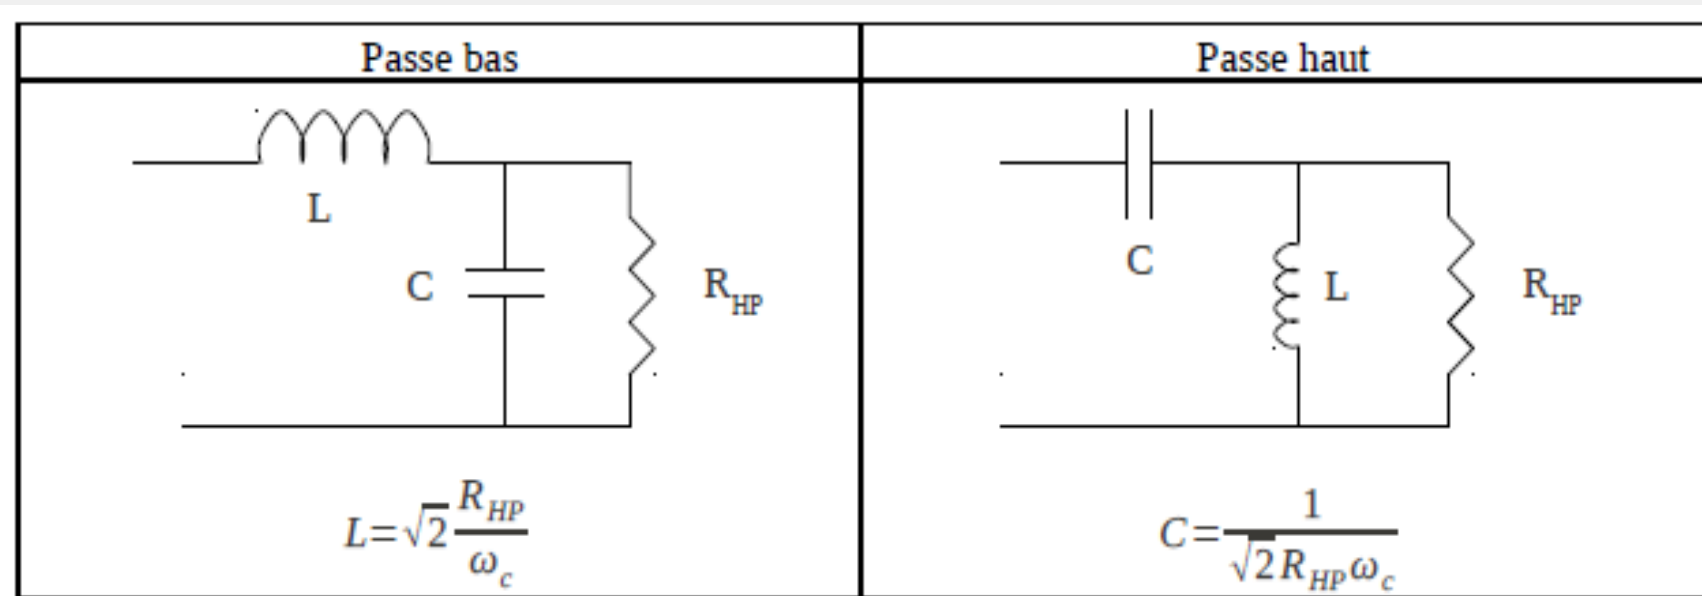 Passe bas
Passe haut
L
C
R_HP
C
L
R_HP
L=√2 R_HP/ω_c
C=1/(√2 R_HP ω_c)